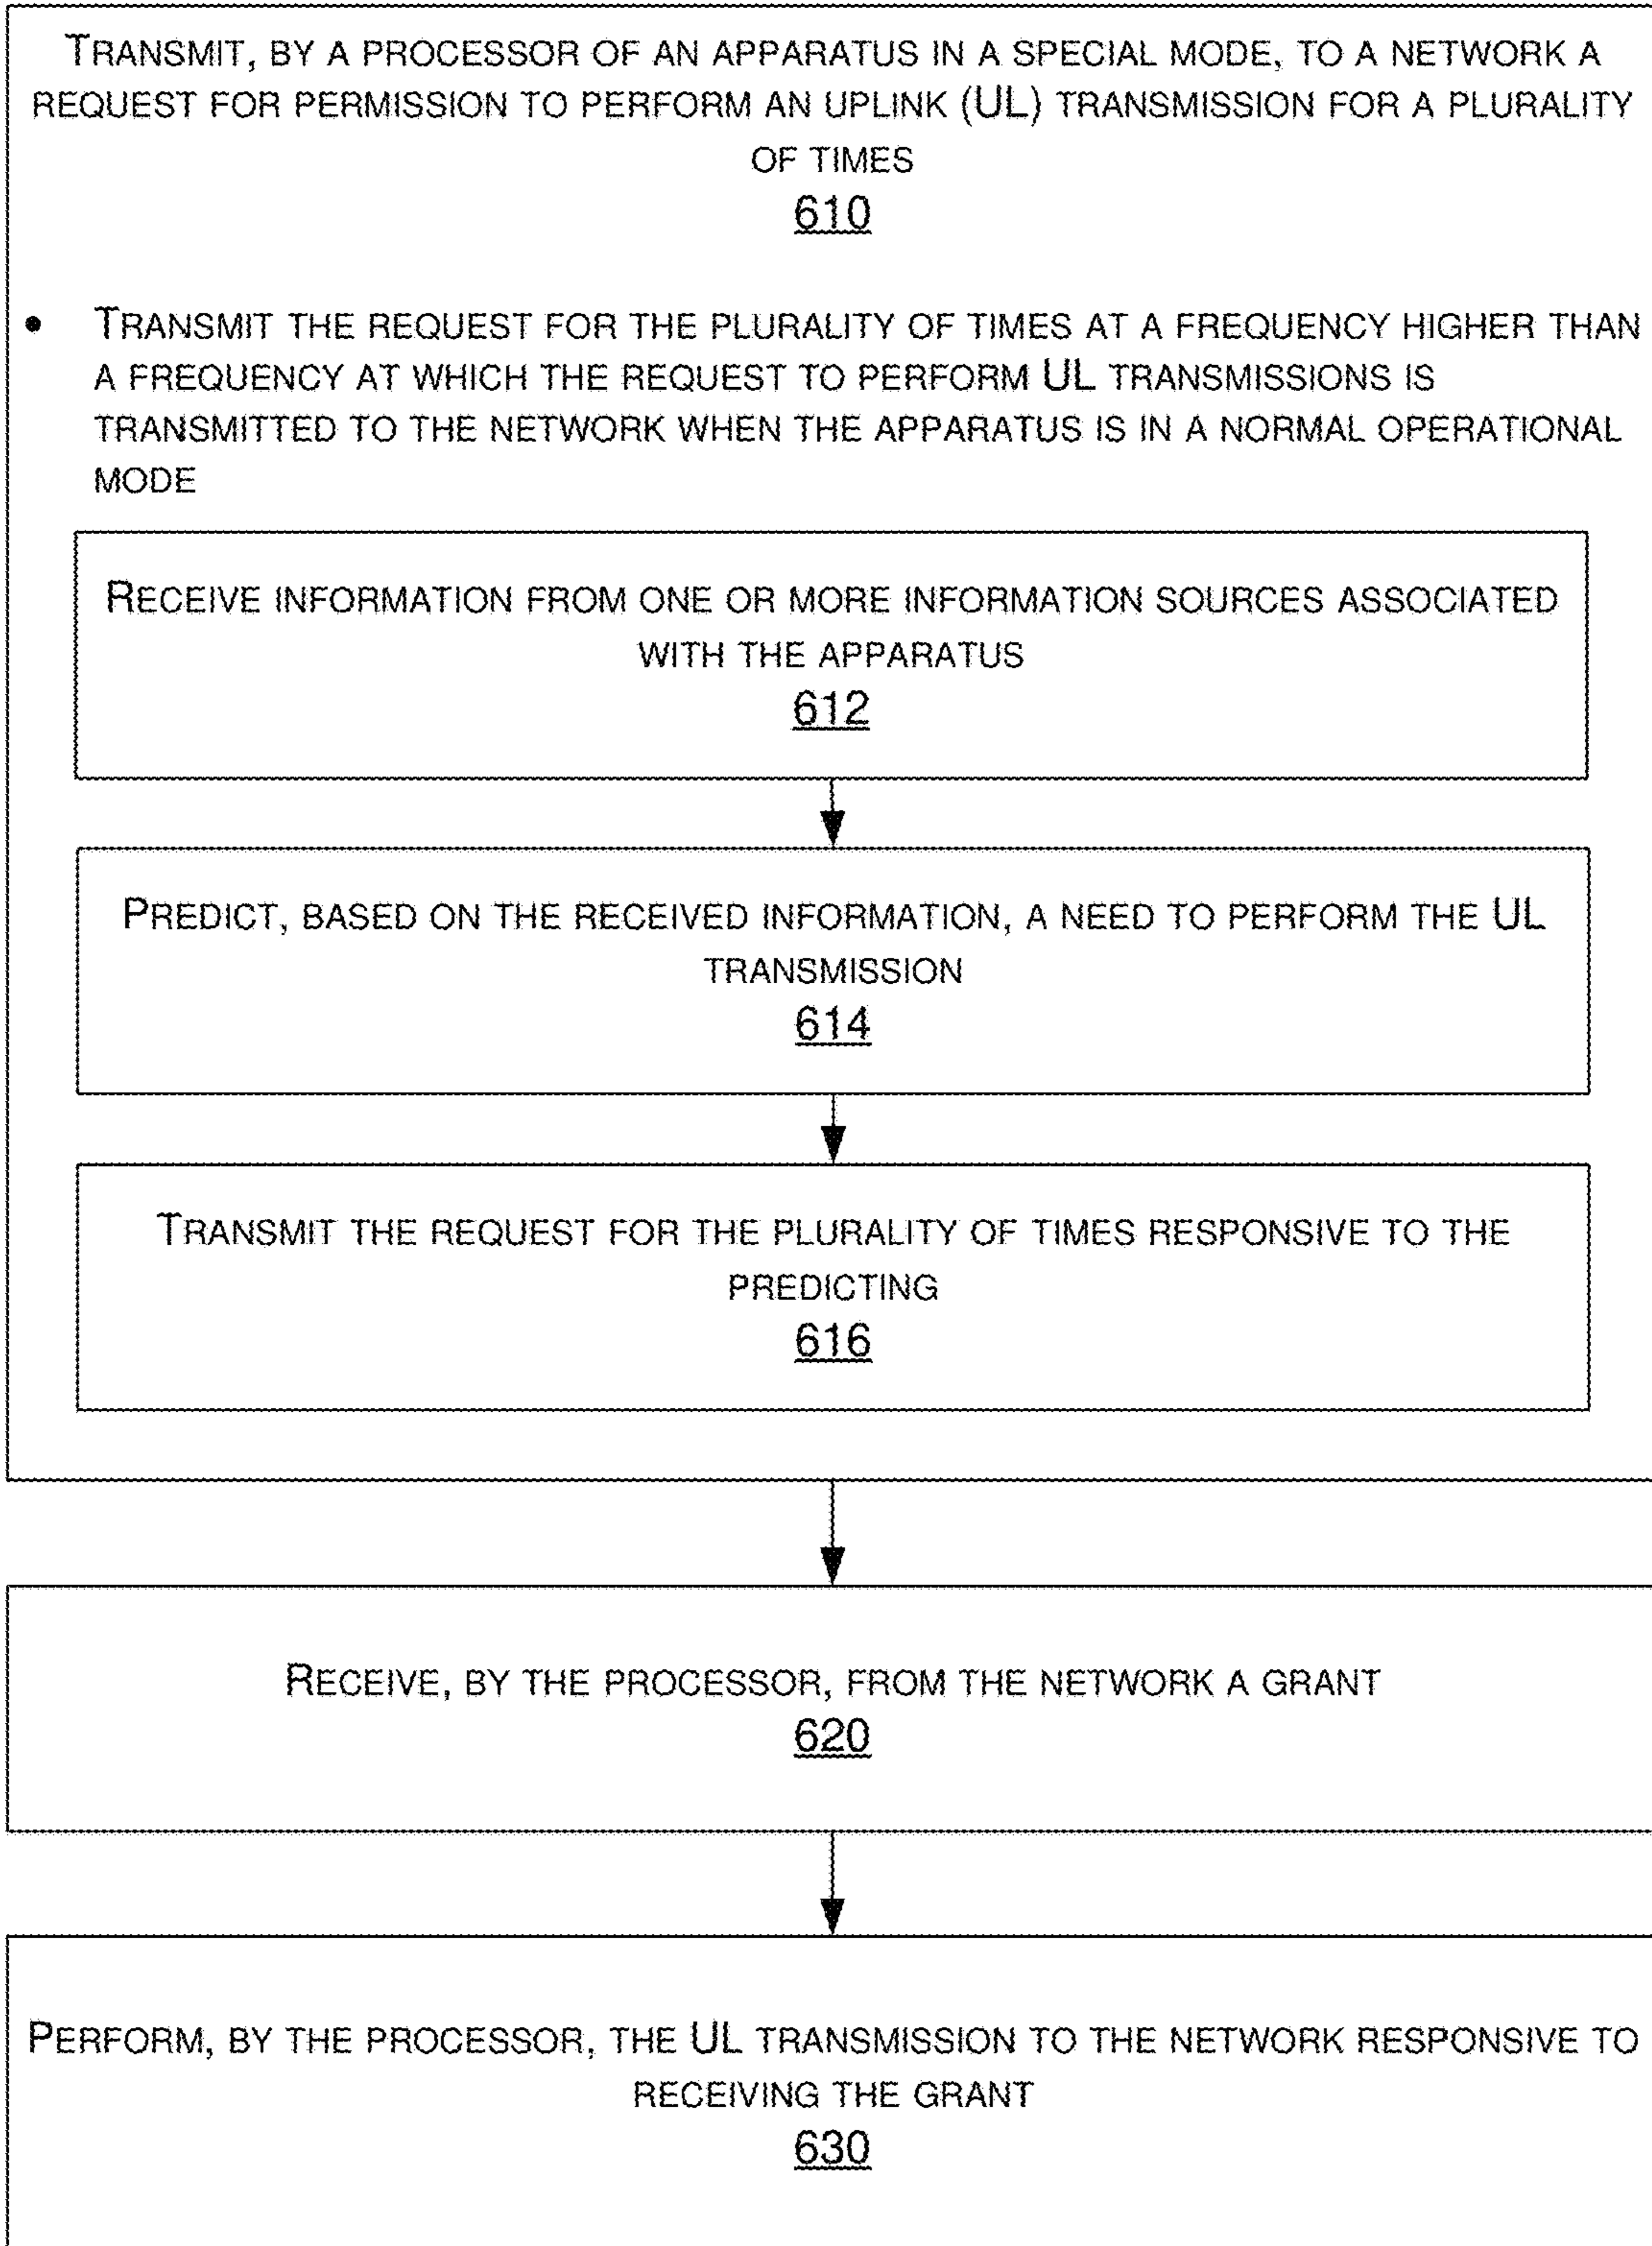 TRANSMIT, BY A PROCESSOR OF AN APPARATUS IN A SPECIAL MODE, TO A NETWORK A
REQUEST FOR PERMISSION TO PERFORM AN UPLINK (UL) TRANSMISSION FOR A PLURALITY
OF TIMES
610
• TRANSMIT THE REQUEST FOR THE PLURALITY OF TIMES AT A FREQUENCY HIGHER THAN
A FREQUENCY AT WHICH THE REQUEST TO PERFORM UL TRANSMISSIONS IS
TRANSMITTED TO THE NETWORK WHEN THE APPARATUS IS IN A NORMAL OPERATIONAL
MODE
RECEIVE INFORMATION FROM ONE OR MORE INFORMATION SOURCES ASSOCIATED
WITH THE APPARATUS
612
PREDICT, BASED ON THE RECEIVED INFORMATION, A NEED TO PERFORM THE UL
TRANSMISSION
614
TRANSMIT THE REQUEST FOR THE PLURALITY OF TIMES RESPONSIVE TO THE
PREDICTING
616
RECEIVE, BY THE PROCESSOR, FROM THE NETWORK A GRANT
620
PERFORM, BY THE PROCESSOR, THE UL TRANSMISSION TO THE NETWORK RESPONSIVE TO
RECEIVING THE GRANT
630